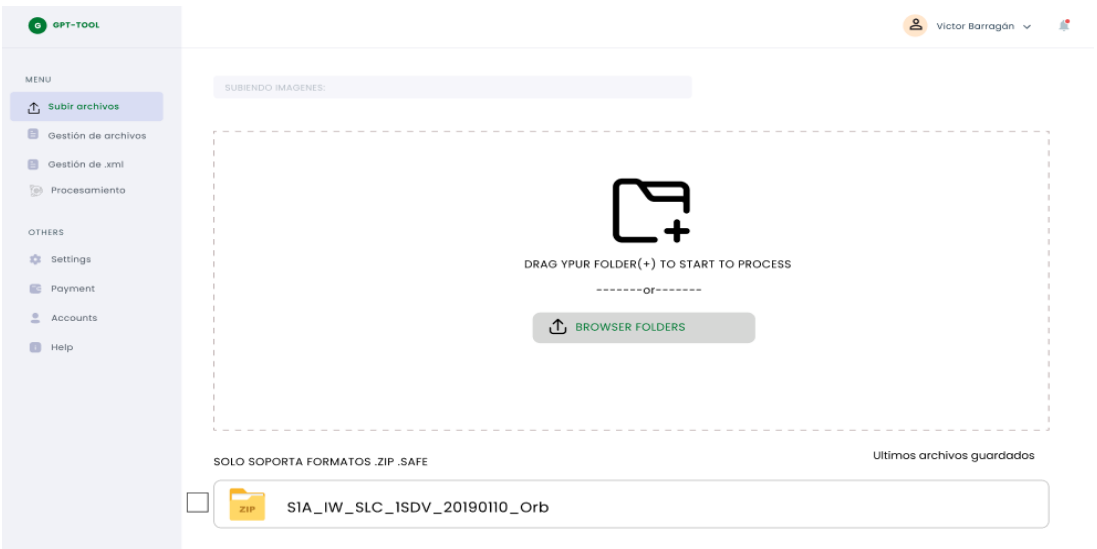 G GPT-TOOL
Victor Barragán
MENU
SUBIENDO IMAGENES:
Subir archivos
Gestión de archivos
Gestión de .xml
Procesamiento
OTHERS
Settings
Payment
Accounts
Help
DRAG YPUR FOLDER(+) TO START TO PROCESS
-------or-------
BROWSER FOLDERS
Ultimos archivos guardados
SOLO SOPORTA FORMATOS .ZIP .SAFE
ZIP S1A_IW_SLC_1SDV_20190110_Orb